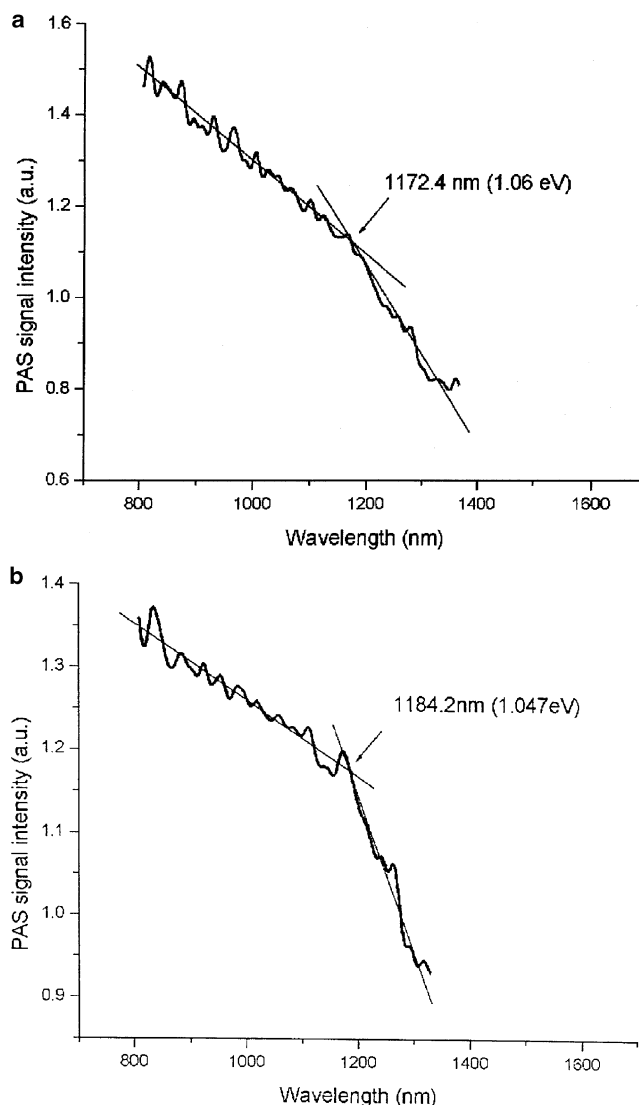 a
1.6
1.4
1.2
1.0
0.8
0.6
PAS signal intensity (a.u.)
1172.4 nm (1.06 eV)
800 1000 1200 1400 1600
Wavelength (nm)
b
1.4
1.3
1.2
1.1
1.0
0.9
PAS signal intensity (a.u.)
1184.2nm (1.047eV)
800 1000 1200 1400 1600
Wavelength (nm)